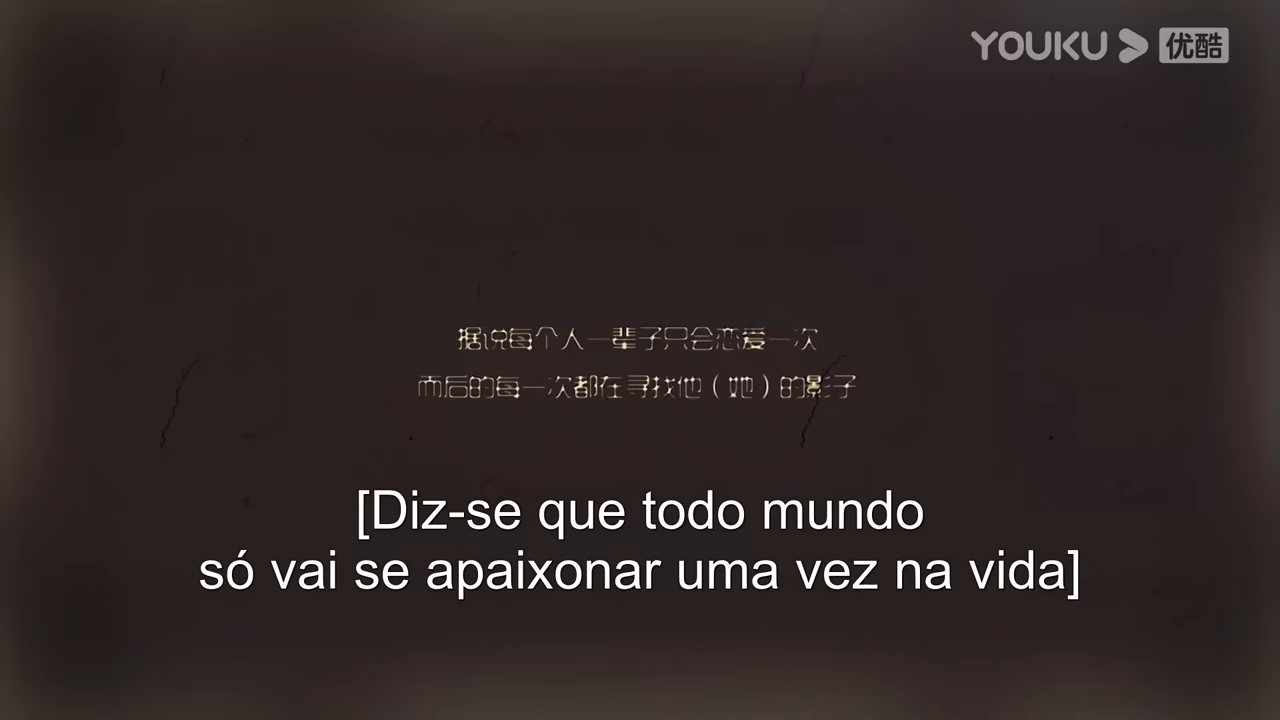 YOUKU 优酷
据说每个人一辈子只会恋爱一次
而后的每一次都在寻找他（她）的影子
[Diz-se que todo mundo
só vai se apaixonar uma vez na vida]